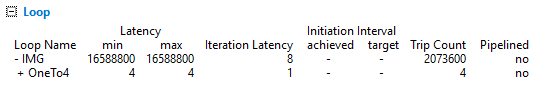 Loop
Latency Initiation Interval
Loop Name min max Iteration Latency achieved target Trip Count Pipelined
- IMG 16588800 16588800 8 - - 2073600 no
+ OneTo4 4 4 1 - - 4 no